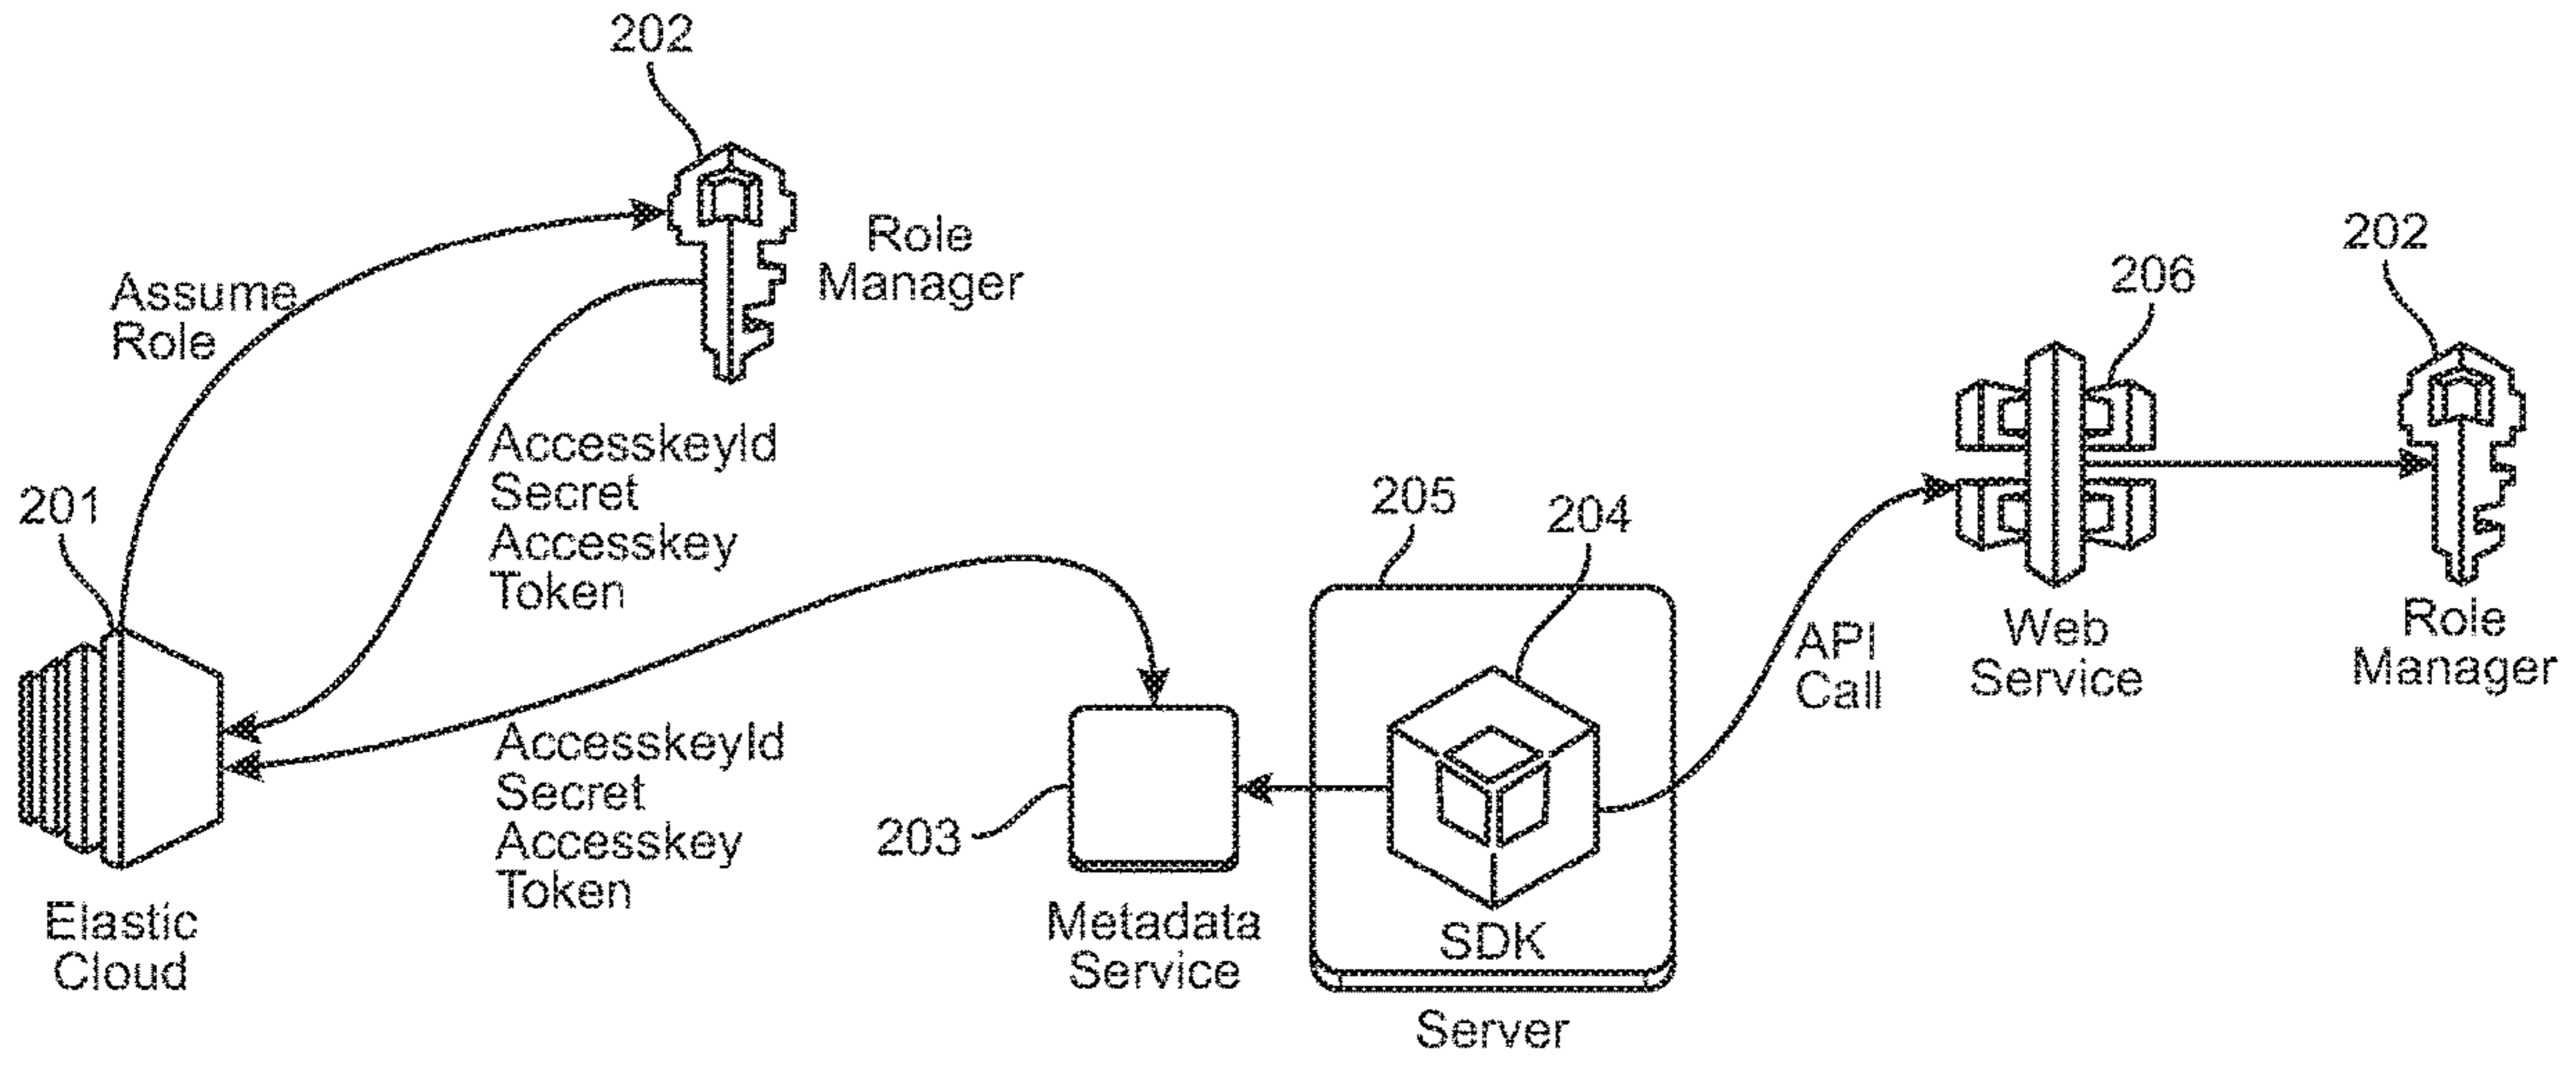 202
Role
Manager
Assume
Role
AccesskeyId
Secret
Accesskey
Token
201
Elastic
Cloud
AccesskeyId
Secret
Accesskey
Token
203
Metadata
Service
205
204
SDK
Server
API
Call
206
Web
Service
202
Role
Manager